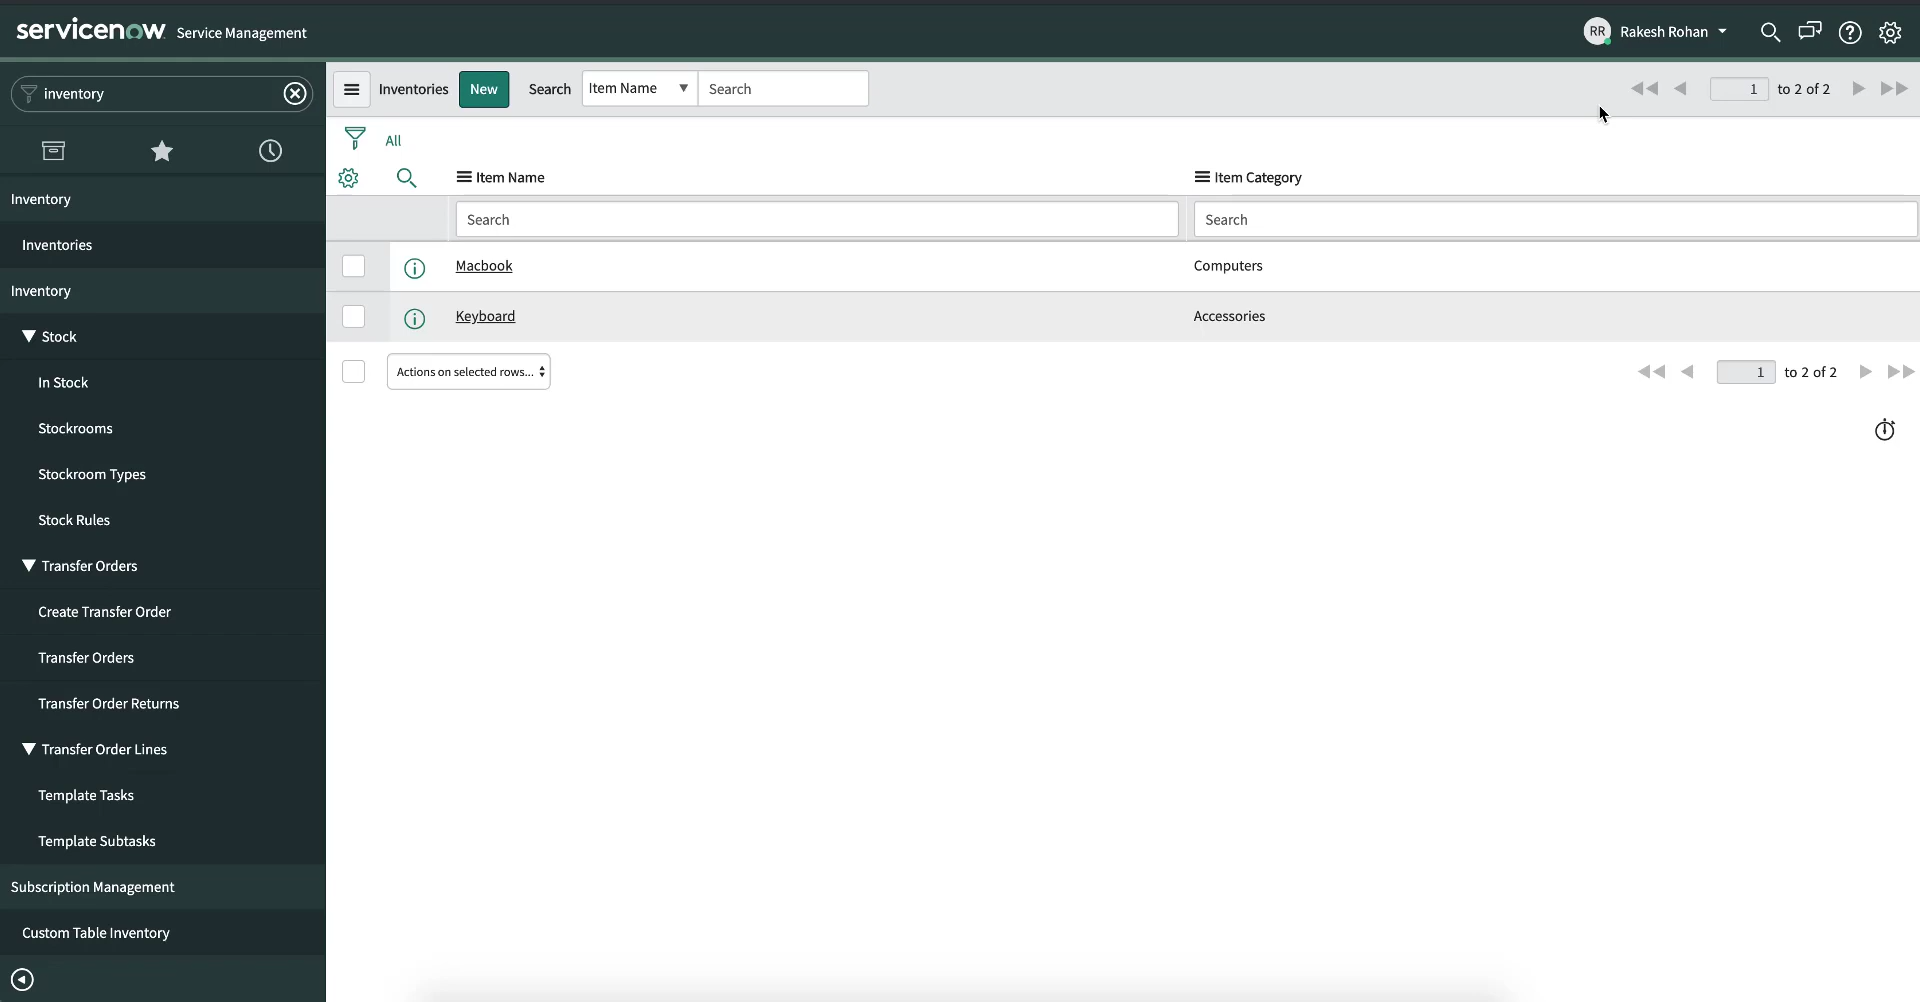 servicenow Service Management
RR Rakesh Rohan
inventory
Inventory
Inventories
Inventory
Stock
In Stock
Stockrooms
Stockroom Types
Stock Rules
Transfer Orders
Create Transfer Order
Transfer Orders
Transfer Order Returns
Transfer Order Lines
Template Tasks
Template Subtasks
Subscription Management
Custom Table Inventory
Inventories New Search Item Name Search 1 to 2 of 2
All
Item Name Item Category
Search Search
Macbook Computers
Keyboard Accessories
Actions on selected rows... 1 to 2 of 2